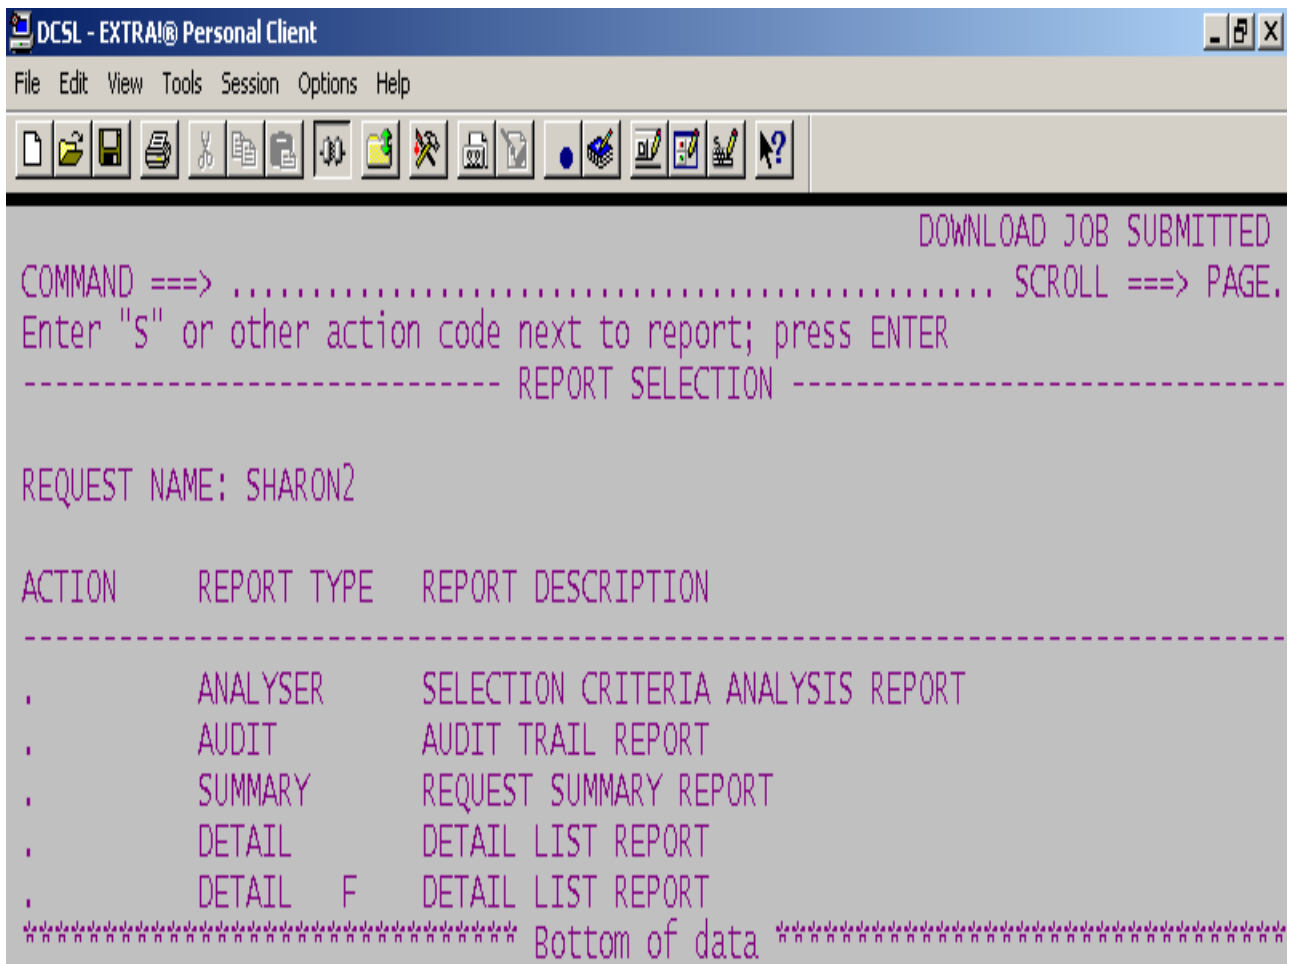 DCSL - EXTRA!® Personal Client
File Edit View Tools Session Options Help
DOWNLOAD JOB SUBMITTED
COMMAND ===> ................................................ SCROLL ===> PAGE.
Enter "S" or other action code next to report; press ENTER
------------------------------ REPORT SELECTION -------------------------------
REQUEST NAME: SHARON2
ACTION REPORT TYPE REPORT DESCRIPTION
-------------------------------------------------------------------------------
. ANALYSER SELECTION CRITERIA ANALYSIS REPORT
. AUDIT AUDIT TRAIL REPORT
. SUMMARY REQUEST SUMMARY REPORT
. DETAIL DETAIL LIST REPORT
. DETAIL F DETAIL LIST REPORT
******************************* Bottom of data ********************************